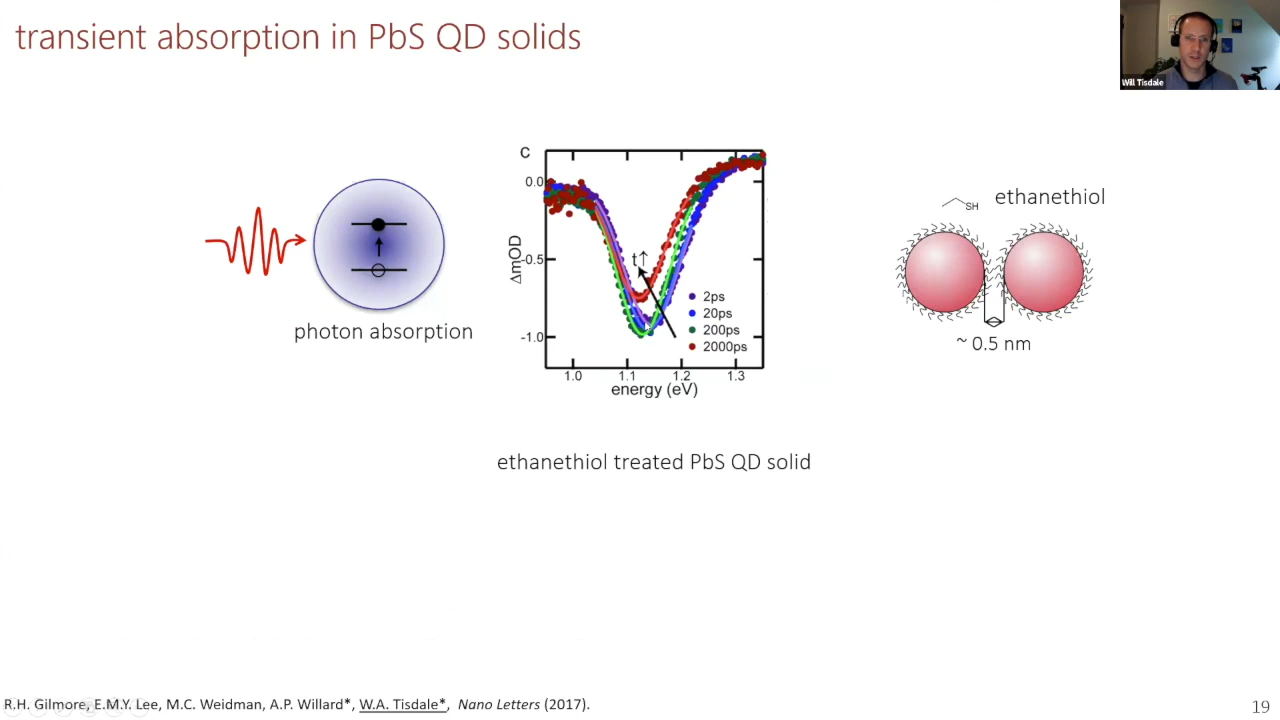 transient absorption in PbS QD solids
Will Tisdale
photon absorption
C
0.0
-0.5
-1.0
ΔmOD
t↑
2ps
20ps
200ps
2000ps
1.0 1.1 1.2 1.3
energy (eV)
SH
ethanethiol
~ 0.5 nm
ethanethiol treated PbS QD solid
R.H. Gilmore, E.M.Y. Lee, M.C. Weidman, A.P. Willard*, W.A. Tisdale*, Nano Letters (2017).
19